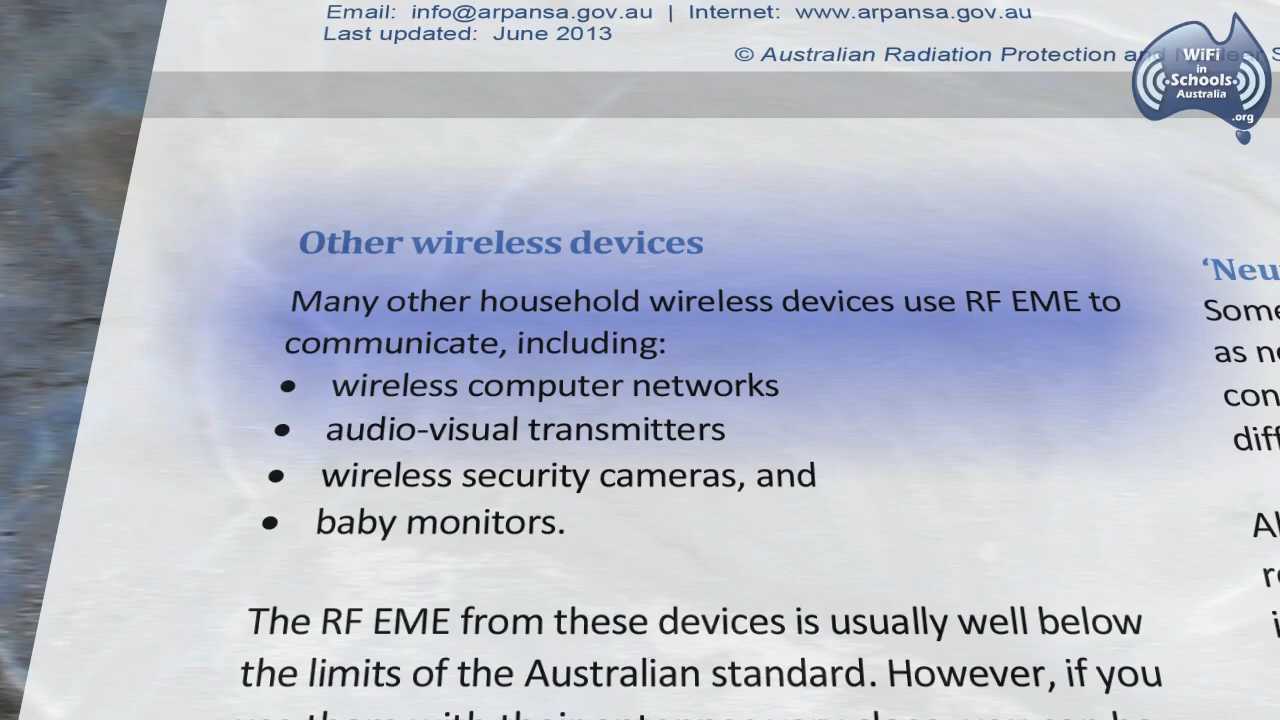 Email: info@arpansa.gov.au | Internet: www.arpansa.gov.au
Last updated: June 2013
© Australian Radiation Protection and
WiFi
in
Schools
Australia
.org
Other wireless devices
Many other household wireless devices use RF EME to
communicate, including:
• wireless computer networks
• audio-visual transmitters
• wireless security cameras, and
• baby monitors.
The RF EME from these devices is usually well below
the limits of the Australian standard. However, if you
'Neu
Some
as
con
diff